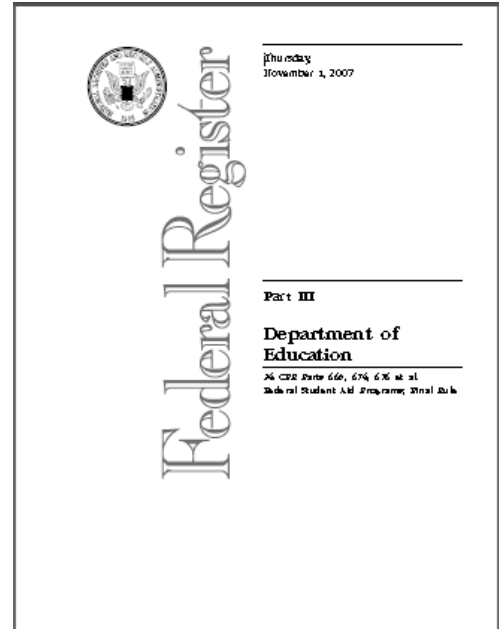 Federal Register
Thursday,
November 1, 2007
Part III
Department of
Education
34 CFR Parts 668, 674, 676 et al.
Federal Student Aid Programs; Final Rule